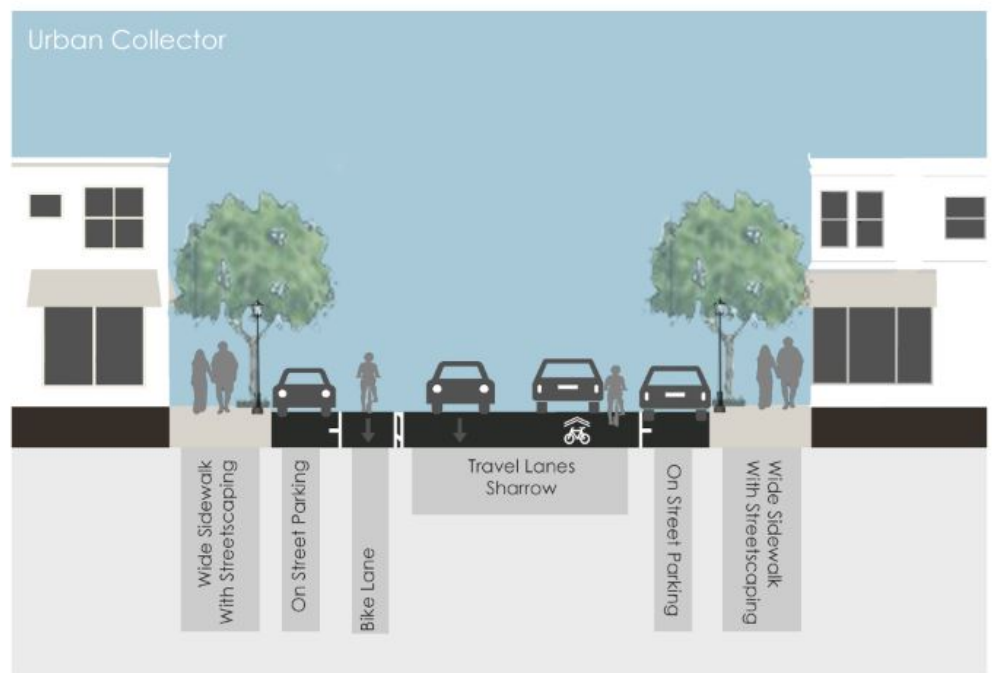 Urban Collector
Wide Sidewalk
With Streetscaping
On Street Parking
Bike Lane
Travel Lanes
Sharrow
On Street Parking
Wide Sidewalk
With Streetscaping